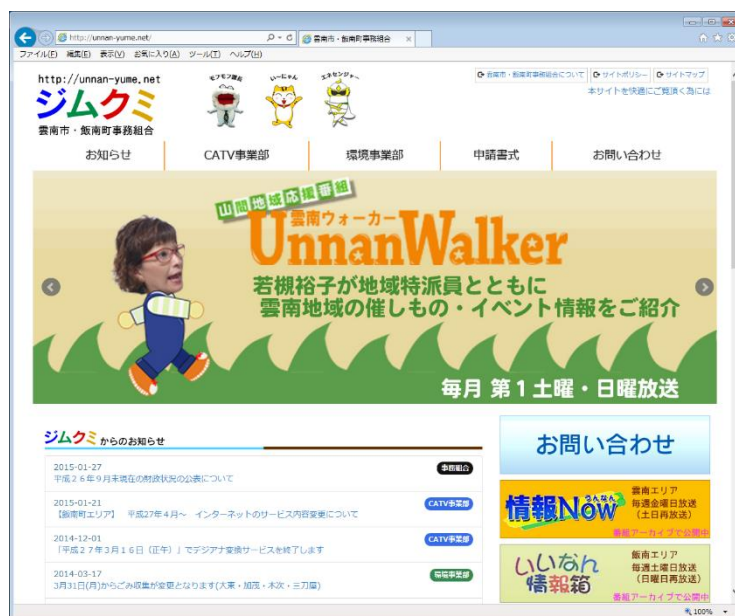 http://unnan-yume.net/
雲南市・飯南町事務組合
ファイル(F) 編集(E) 表示(V) お気に入り(A) ツール(T) ヘルプ(H)
http://unnan-yume.net
ジムクミ
雲南市・飯南町事務組合
モフモフ課長 いーにゃん エネセンジャー
雲南市・飯南町事務組合について サイトポリシー サイトマップ
本サイトを快適にご覧頂く為には
お知らせ CATV事業部 環境事業部 申請書式 お問い合わせ
山間地域応援番組
雲南ウォーカー
UnnanWalker
若槻裕子が地域特派員とともに
雲南地域の催しもの・イベント情報をご紹介
毎月 第1土曜・日曜放送
ジムクミからのお知らせ
2015-01-27 事務組合
平成26年9月末現在の財政状況の公表について
2015-01-21 CATV事業部
【飯南町エリア】 平成27年4月～ インターネットのサービス内容変更について
2014-12-01 CATV事業部
「平成27年3月16日（正午）」でデジアナ変換サービスを終了します
2014-03-17 環境事業部
3月31日(月)からごみ収集が変更となります(大東・加茂・木次・三刀屋)
お問い合わせ
情報Now うんなん
雲南エリア
毎週金曜日放送
（土日再放送）
番組アーカイブで公開中
いいなん
情報箱
飯南エリア
毎週土曜日放送
（日曜日再放送）
番組アーカイブで公開中
100%